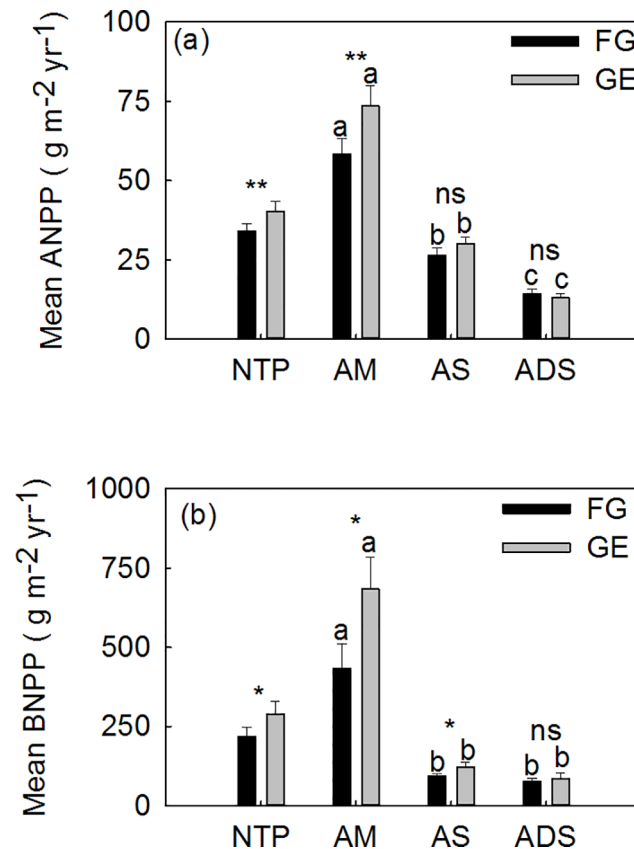 (a)
FG
GE
Mean ANPP ( g m-2 yr-1)
100
75
50
25
0
**
** a
a
ns
b b
ns
c c
NTP AM AS ADS
(b)
FG
GE
Mean BNPP ( g m-2 yr-1)
1000
750
500
250
0
*
* a
a
*
b b
ns
b b
NTP AM AS ADS